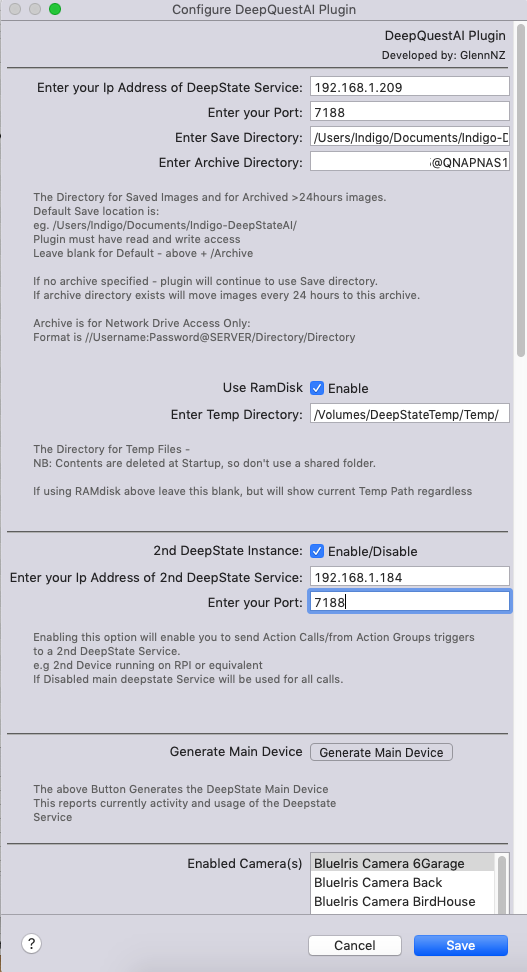 Configure DeepQuestAI Plugin
DeepQuestAI Plugin
Developed by: GlennNZ
Enter your Ip Address of DeepState Service: 192.168.1.209
Enter your Port: 7188
Enter Save Directory: /Users/Indigo/Documents/Indigo-D
Enter Archive Directory: @QNAPNAS1
The Directory for Saved Images and for Archived >24hours images.
Default Save location is:
eg. /Users/Indigo/Documents/Indigo-DeepStateAI/
Plugin must have read and write access
Leave blank for Default - above + /Archive
If no archive specified - plugin will continue to use Save directory.
If archive directory exists will move images every 24 hours to this archive.
Archive is for Network Drive Access Only:
Format is //Username:Password@SERVER/Directory/Directory
Use RamDisk Enable
Enter Temp Directory: /Volumes/DeepStateTemp/Temp/
The Directory for Temp Files -
NB: Contents are deleted at Startup, so don't use a shared folder.
If using RAMdisk above leave this blank, but will show current Temp Path regardless
2nd DeepState Instance: Enable/Disable
Enter your Ip Address of 2nd DeepState Service: 192.168.1.184
Enter your Port: 7188
Enabling this option will enable you to send Action Calls/from Action Groups triggers
to a 2nd DeepState Service.
e.g 2nd Device running on RPI or equivalent
If Disabled main deepstate Service will be used for all calls.
Generate Main Device Generate Main Device
The above Button Generates the DeepState Main Device
This reports currently activity and usage of the Deepstate
Service
Enabled Camera(s) BlueIris Camera 6Garage
BlueIris Camera Back
BlueIris Camera BirdHouse
? Cancel Save